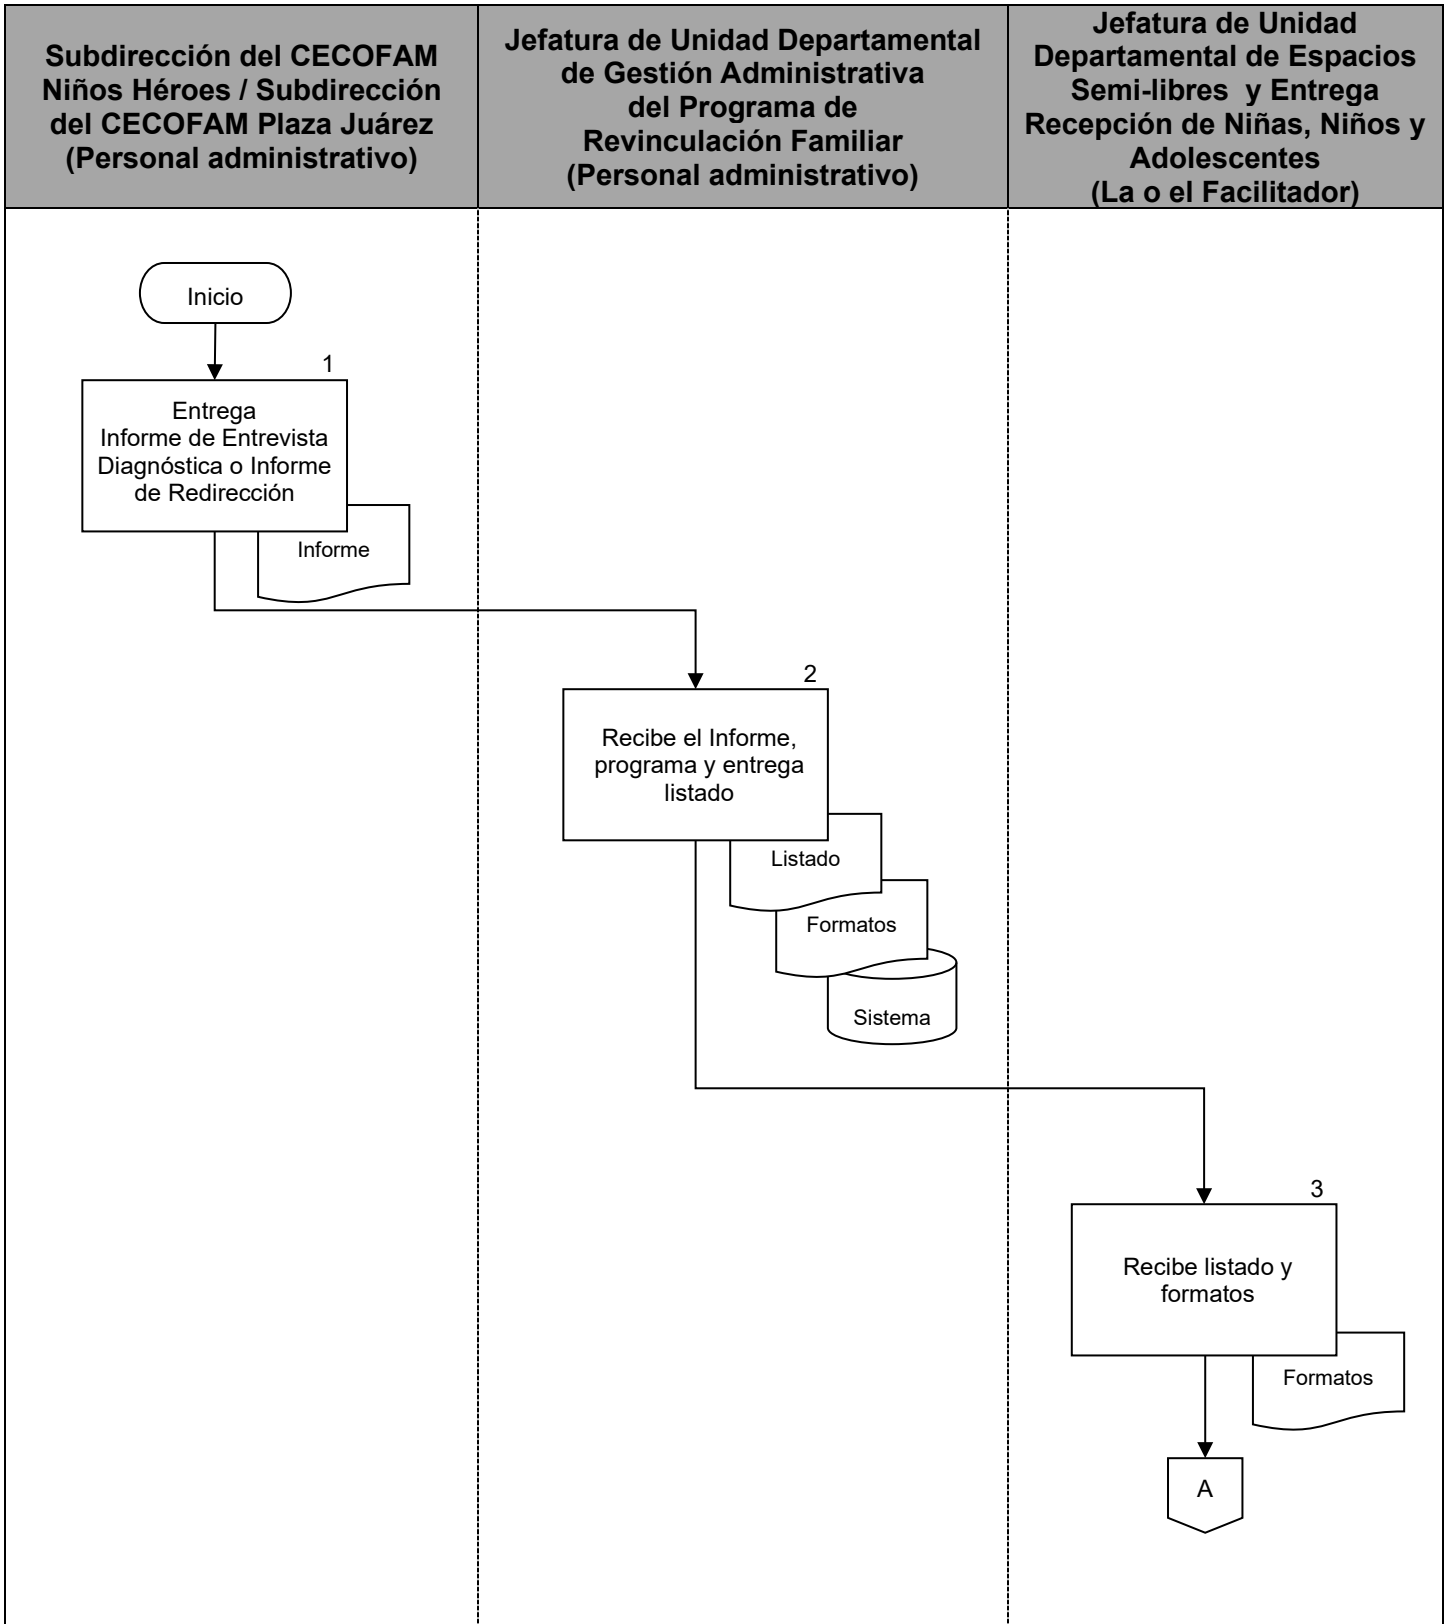 Subdirección del CECOFAM
Niños Héroes / Subdirección
del CECOFAM Plaza Juárez
(Personal administrativo)
Jefatura de Unidad Departamental
de Gestión Administrativa
del Programa de
Revinculación Familiar
(Personal administrativo)
Jefatura de Unidad
Departamental de Espacios
Semi-libres y Entrega
Recepción de Niñas, Niños y
Adolescentes
(La o el Facilitador)
Inicio
1
Entrega
Informe de Entrevista
Diagnóstica o Informe
de Redirección
Informe
2
Recibe el Informe,
programa y entrega
listado
Listado
Formatos
Sistema
3
Recibe listado y
formatos
Formatos
A